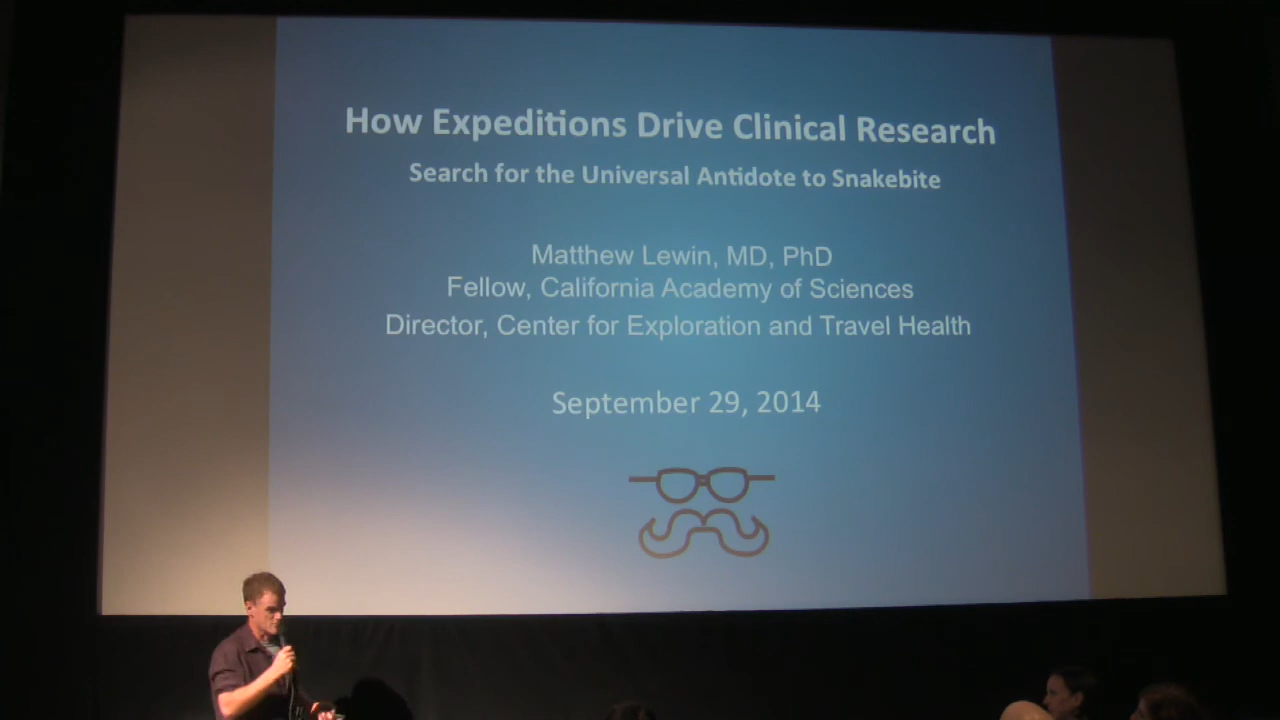 How Expeditions Drive Clinical Research
Search for the Universal Antidote to Snakebite
Matthew Lewin, MD, PhD
Fellow, California Academy of Sciences
Director, Center for Exploration and Travel Health
September 29, 2014